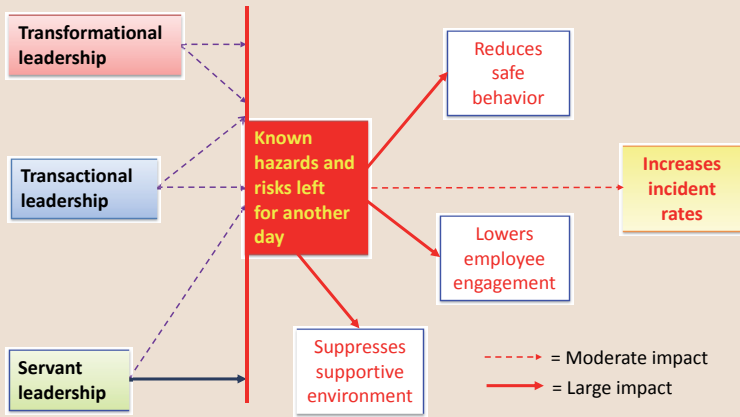 Transformational
leadership
Transactional
leadership
Servant
leadership
Known
hazards and
risks left
for another
day
Reduces
safe
behavior
Lowers
employee
engagement
Suppresses
supportive
environment
Increases
incident
rates
= Moderate impact
= Large impact